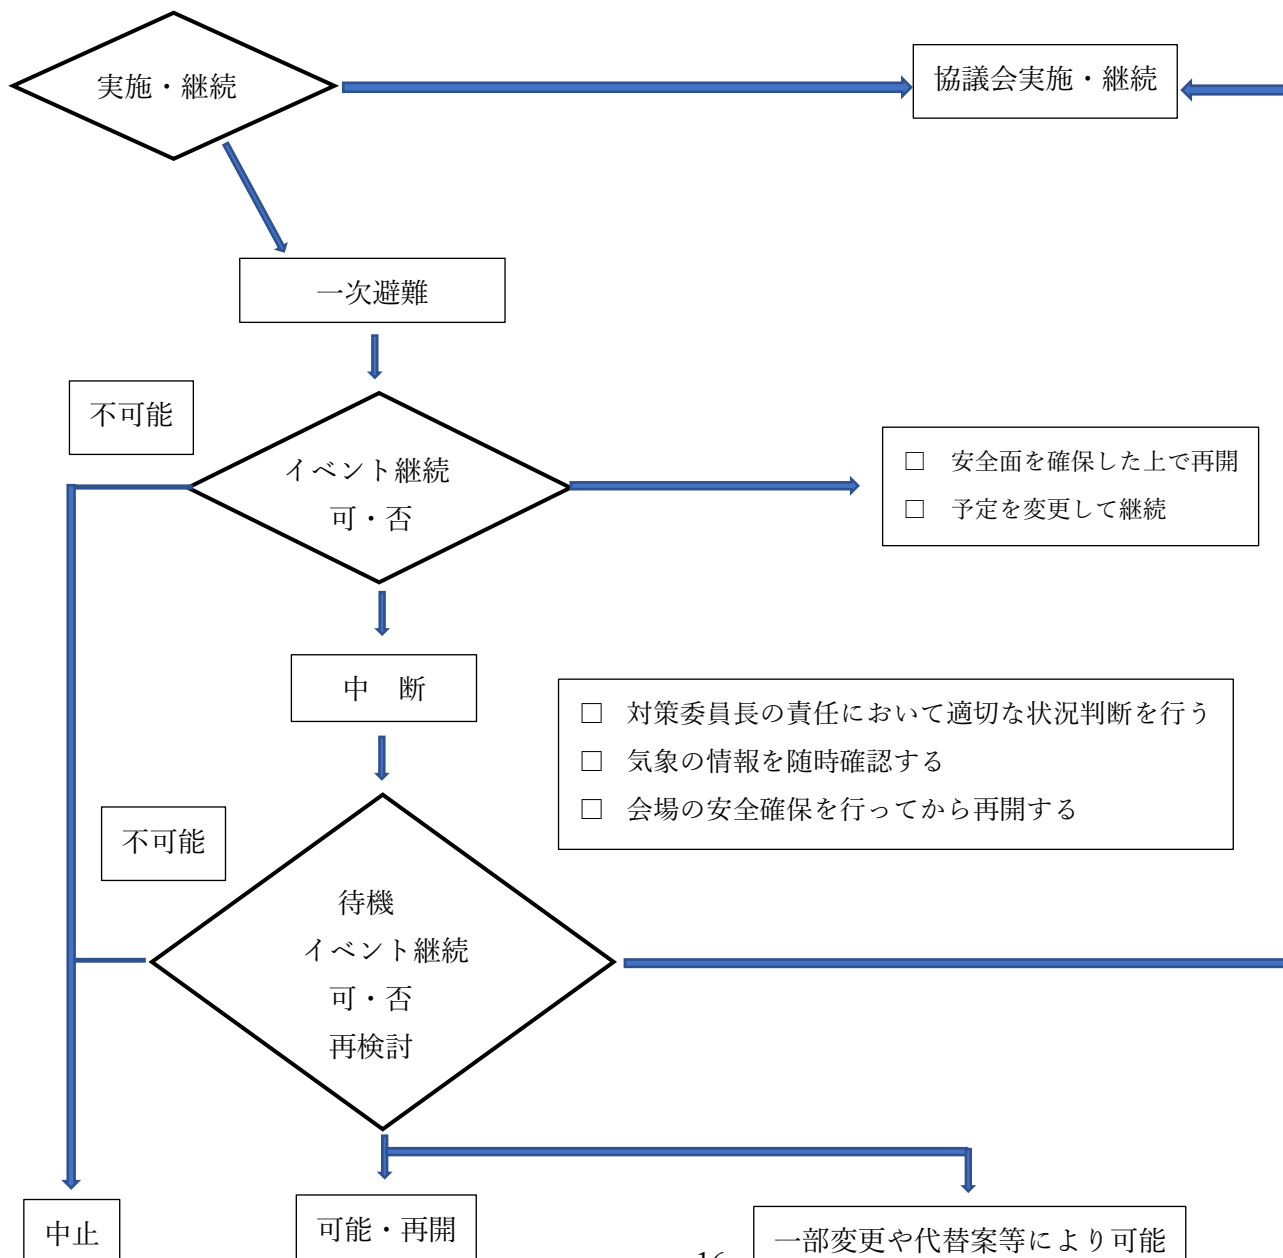 実施・継続
協議会実施・継続
一次避難
不可能
イベント継続
可・否
□ 安全面を確保した上で再開
□ 予定を変更して継続
中 断
□ 対策委員長の責任において適切な状況判断を行う
□ 気象の情報を随時確認する
□ 会場の安全確保を行ってから再開する
不可能
待機
イベント継続
可・否
再検討
中止
可能・再開
16
一部変更や代替案等により可能